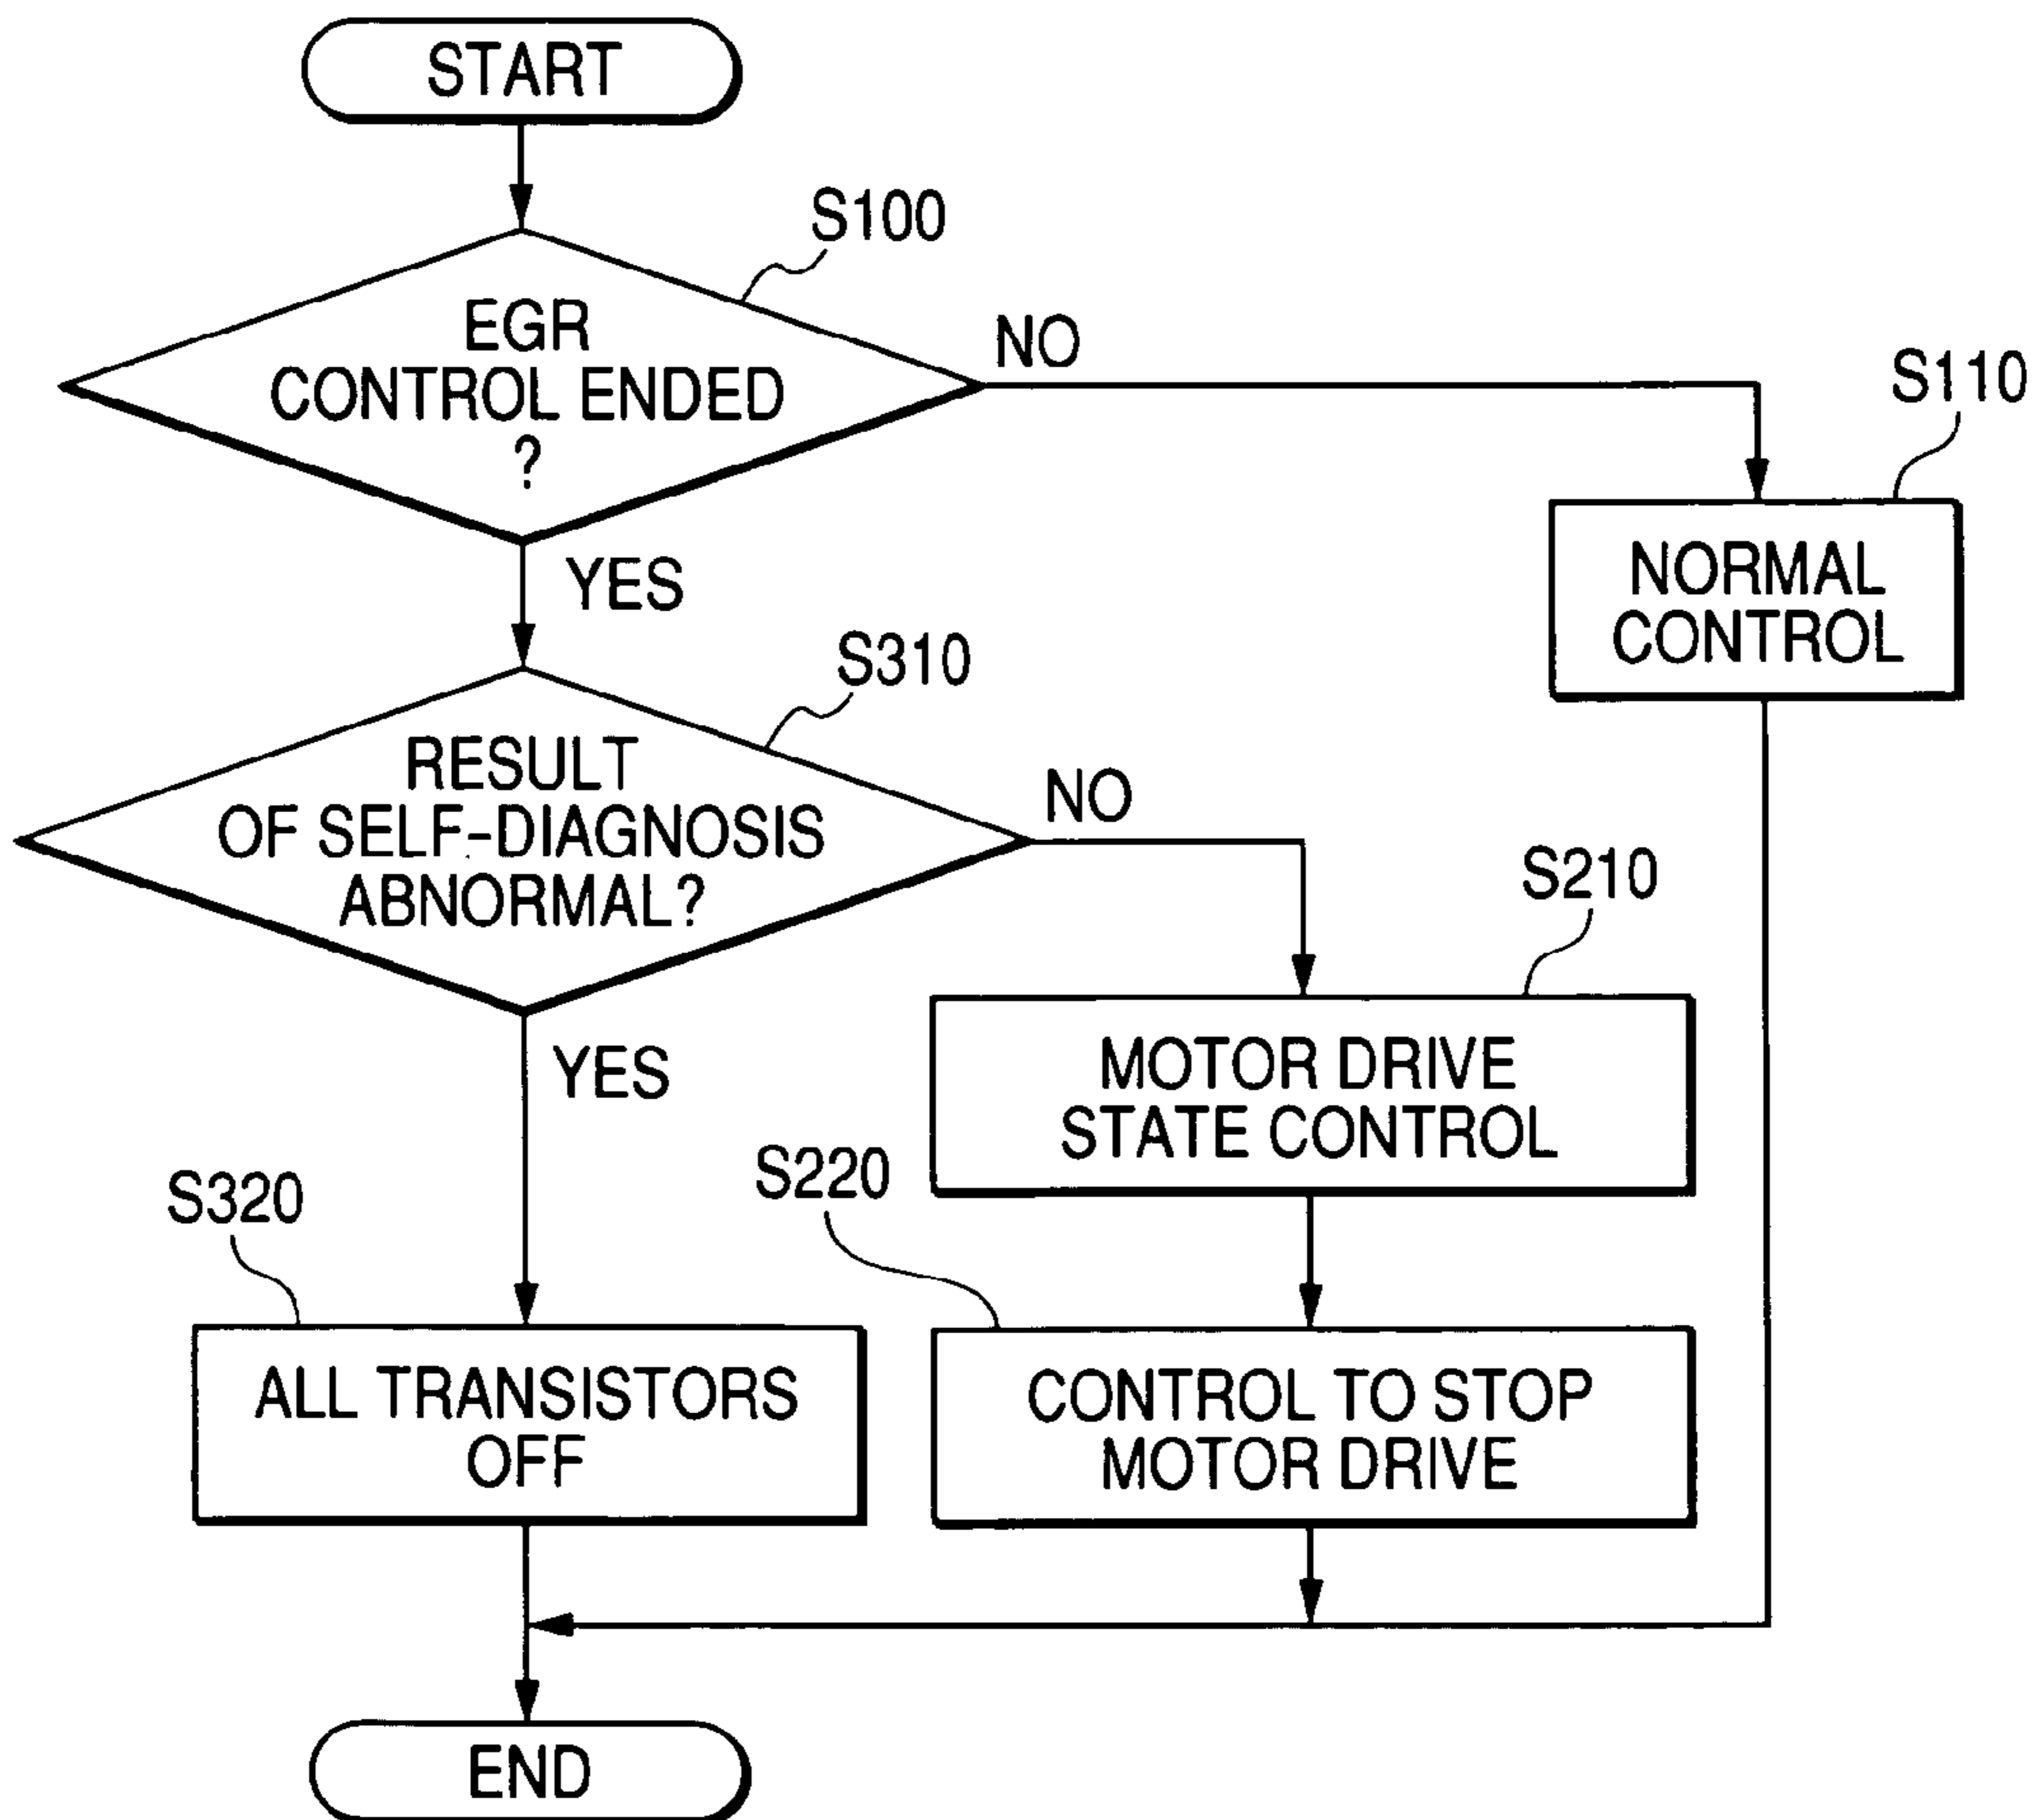 START
S100
EGR
CONTROL ENDED
?
NO
S110
NORMAL
CONTROL
YES
S310
RESULT
OF SELF-DIAGNOSIS
ABNORMAL?
NO
S210
MOTOR DRIVE
STATE CONTROL
YES
S220
S320
CONTROL TO STOP
MOTOR DRIVE
ALL TRANSISTORS
OFF
END